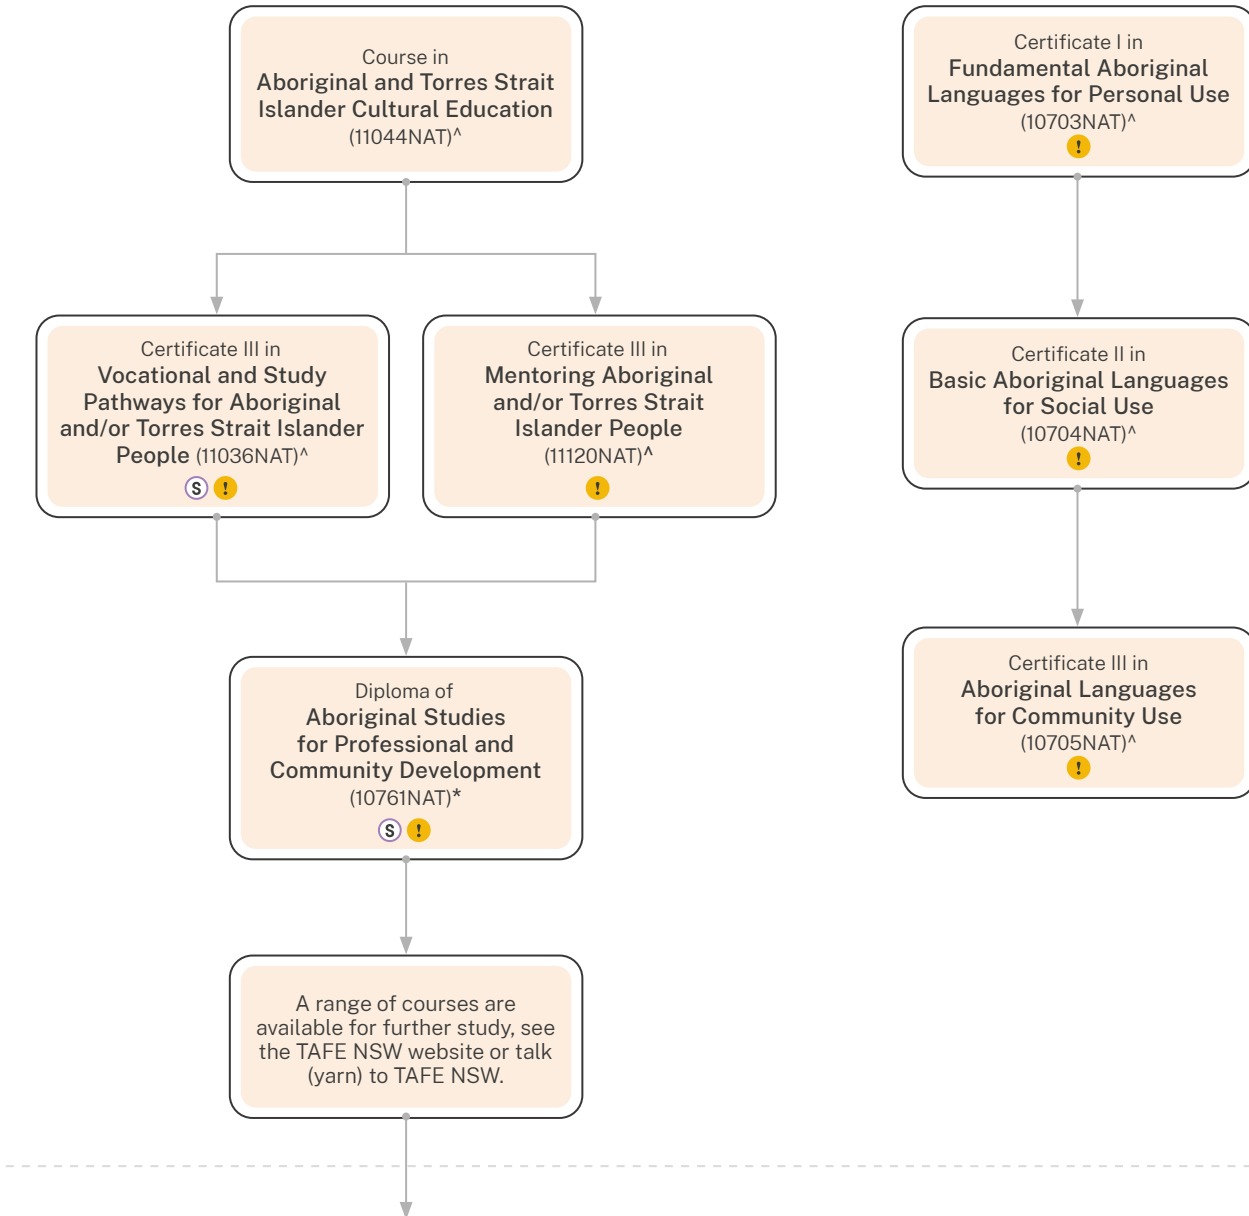 Course in
Aboriginal and Torres Strait
Islander Cultural Education
(11044NAT)^
Certificate I in
Fundamental Aboriginal
Languages for Personal Use
(10703NAT)^
!
Certificate III in
Vocational and Study
Pathways for Aboriginal
and/or Torres Strait Islander
People (11036NAT)^
S !
Certificate III in
Mentoring Aboriginal
and/or Torres Strait
Islander People
(11120NAT)^
!
Certificate II in
Basic Aboriginal Languages
for Social Use
(10704NAT)^
!
Diploma of
Aboriginal Studies
for Professional and
Community Development
(10761NAT)*
S !
Certificate III in
Aboriginal Languages
for Community Use
(10705NAT)^
!
A range of courses are
available for further study, see
the TAFE NSW website or talk
(yarn) to TAFE NSW.